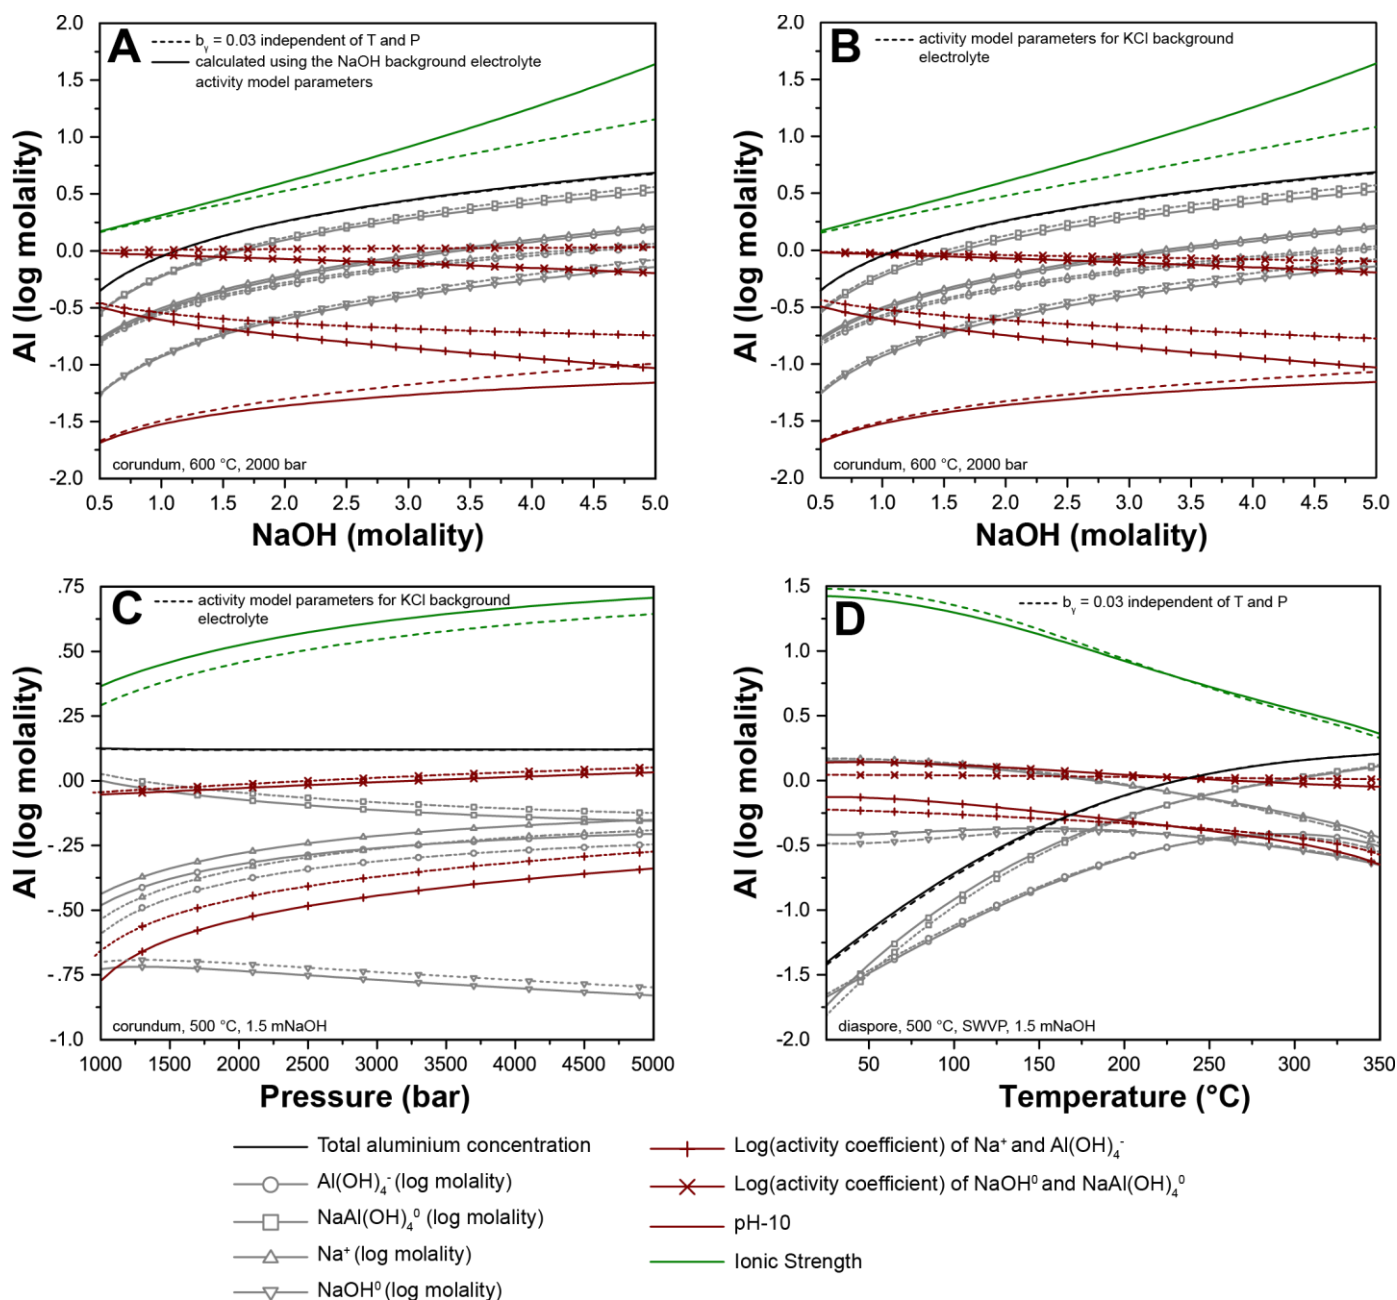 A
b_γ = 0.03 independent of T and P
calculated using the NaOH background electrolyte
activity model parameters
2.0
1.5
1.0
0.5
0.0
-0.5
-1.0
-1.5
-2.0
Al (log molality)
corundum, 600 °C, 2000 bar
0.5 1.0 1.5 2.0 2.5 3.0 3.5 4.0 4.5 5.0
NaOH (molality)
B
activity model parameters for KCl background
electrolyte
2.0
1.5
1.0
0.5
0.0
-0.5
-1.0
-1.5
-2.0
Al (log molality)
corundum, 600 °C, 2000 bar
0.5 1.0 1.5 2.0 2.5 3.0 3.5 4.0 4.5 5.0
NaOH (molality)
C
activity model parameters for KCl background
electrolyte
.75
.50
.25
.00
-.25
-.50
-.75
-1.0
Al (log molality)
corundum, 500 °C, 1.5 mNaOH
1000 1500 2000 2500 3000 3500 4000 4500 5000
Pressure (bar)
D
b_γ = 0.03 independent of T and P
1.5
1.0
0.5
0.0
-0.5
-1.0
-1.5
-2.0
Al (log molality)
diaspore, 500 °C, SWVP, 1.5 mNaOH
50 100 150 200 250 300 350
Temperature (°C)
Total aluminium concentration
Al(OH)₄⁻ (log molality)
NaAl(OH)₄⁰ (log molality)
Na⁺ (log molality)
NaOH⁰ (log molality)
Log(activity coefficient) of Na⁺ and Al(OH)₄⁻
Log(activity coefficient) of NaOH⁰ and NaAl(OH)₄⁰
pH-10
Ionic Strength